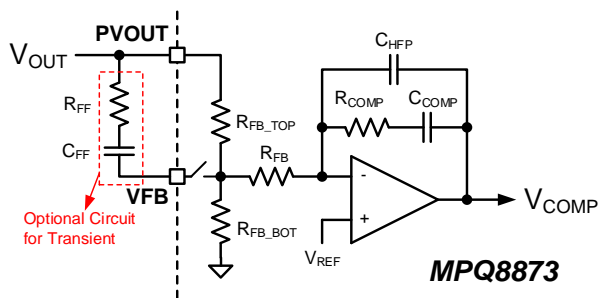 PVOUT
VOUT
RFF
CFF
VFB
Optional Circuit
for Transient
RFB_TOP
RFB
RFB_BOT
CHFP
RCOMP
CCOMP
-
+
VREF
VCOMP
MPQ8873